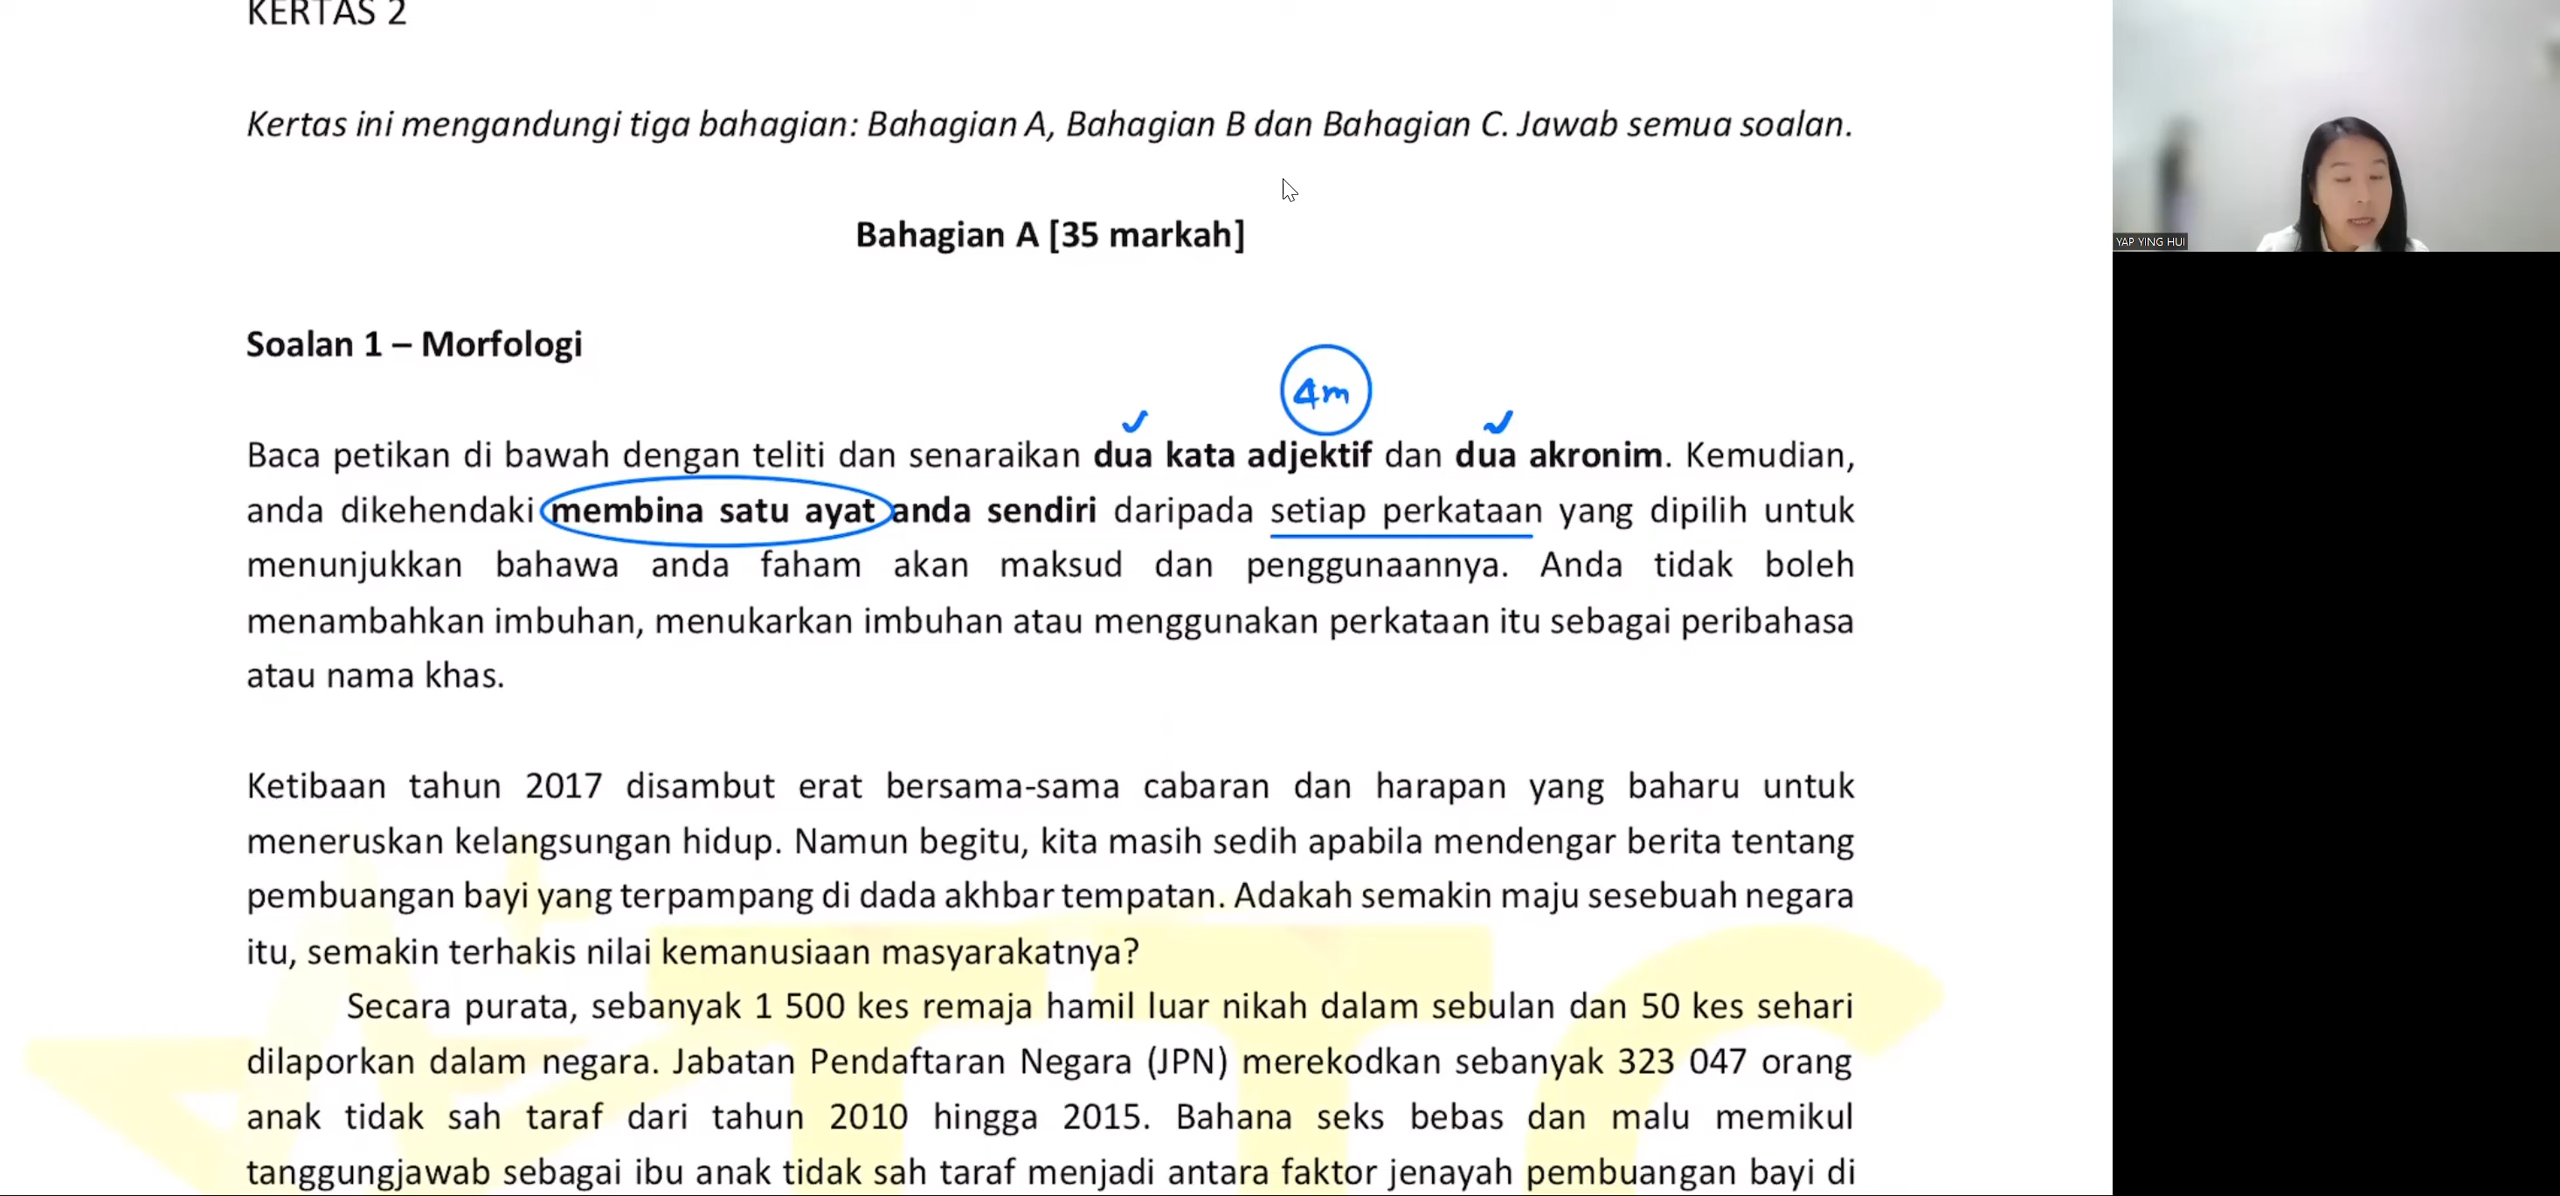 KERTAS 2
Kertas ini mengandungi tiga bahagian: Bahagian A, Bahagian B dan Bahagian C. Jawab semua soalan.
YAP YING HUI
Bahagian A [35 markah]
Soalan 1 – Morfologi
4m
Baca petikan di bawah dengan teliti dan senaraikan dua kata adjektif dan dua akronim. Kemudian,
anda dikehendaki membina satu ayat anda sendiri daripada setiap perkataan yang dipilih untuk
menunjukkan bahawa anda faham akan maksud dan penggunaannya. Anda tidak boleh
menambahkan imbuhan, menukarkan imbuhan atau menggunakan perkataan itu sebagai peribahasa
atau nama khas.
Ketibaan tahun 2017 disambut erat bersama-sama cabaran dan harapan yang baharu untuk
meneruskan kelangsungan hidup. Namun begitu, kita masih sedih apabila mendengar berita tentang
pembuangan bayi yang terpampang di dada akhbar tempatan. Adakah semakin maju sesebuah negara
itu, semakin terhakis nilai kemanusiaan masyarakatnya?
Secara purata, sebanyak 1 500 kes remaja hamil luar nikah dalam sebulan dan 50 kes sehari
dilaporkan dalam negara. Jabatan Pendaftaran Negara (JPN) merekodkan sebanyak 323 047 orang
anak tidak sah taraf dari tahun 2010 hingga 2015. Bahana seks bebas dan malu memikul
tanggungjawab sebagai ibu anak tidak sah taraf menjadi antara faktor jenayah pembuangan bayi di